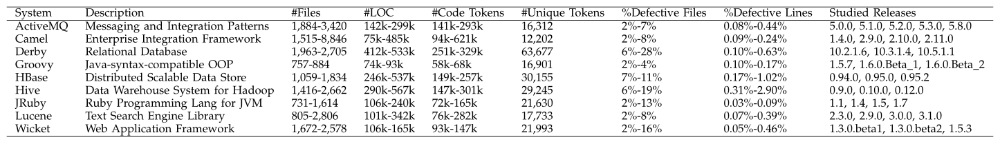 System Description #Files #LOC #Code Tokens #Unique Tokens %Defective Files %Defective Lines Studied Releases
ActiveMQ Messaging and Integration Patterns 1,884-3,420 142k-299k 141k-293k 16,312 2%-7% 0.08%-0.44% 5.0.0, 5.1.0, 5.2.0, 5.3.0, 5.8.0
Camel Enterprise Integration Framework 1,515-8,846 75k-485k 94k-621k 12,202 2%-8% 0.09%-0.24% 1.4.0, 2.9.0, 2.10.0, 2.11.0
Derby Relational Database 1,963-2,705 412k-533k 251k-329k 63,677 6%-28% 0.10%-0.63% 10.2.1.6, 10.3.1.4, 10.5.1.1
Groovy Java-syntax-compatible OOP 757-884 74k-93k 58k-68k 16,901 2%-4% 0.10%-0.17% 1.5.7, 1.6.0.Beta_1, 1.6.0.Beta_2
HBase Distributed Scalable Data Store 1,059-1,834 246k-537k 149k-257k 30,155 7%-11% 0.17%-1.02% 0.94.0, 0.95.0, 0.95.2
Hive Data Warehouse System for Hadoop 1,416-2,662 290k-567k 147k-301k 29,245 6%-19% 0.31%-2.90% 0.9.0, 0.10.0, 0.12.0
JRuby Ruby Programming Lang for JVM 731-1,614 106k-240k 72k-165k 21,630 2%-13% 0.03%-0.09% 1.1, 1.4, 1.5, 1.7
Lucene Text Search Engine Library 805-2,806 101k-342k 76k-282k 17,733 2%-8% 0.07%-0.39% 2.3.0, 2.9.0, 3.0.0, 3.1.0
Wicket Web Application Framework 1,672-2,578 106k-165k 93k-147k 21,993 2%-16% 0.05%-0.46% 1.3.0.beta1, 1.3.0.beta2, 1.5.3